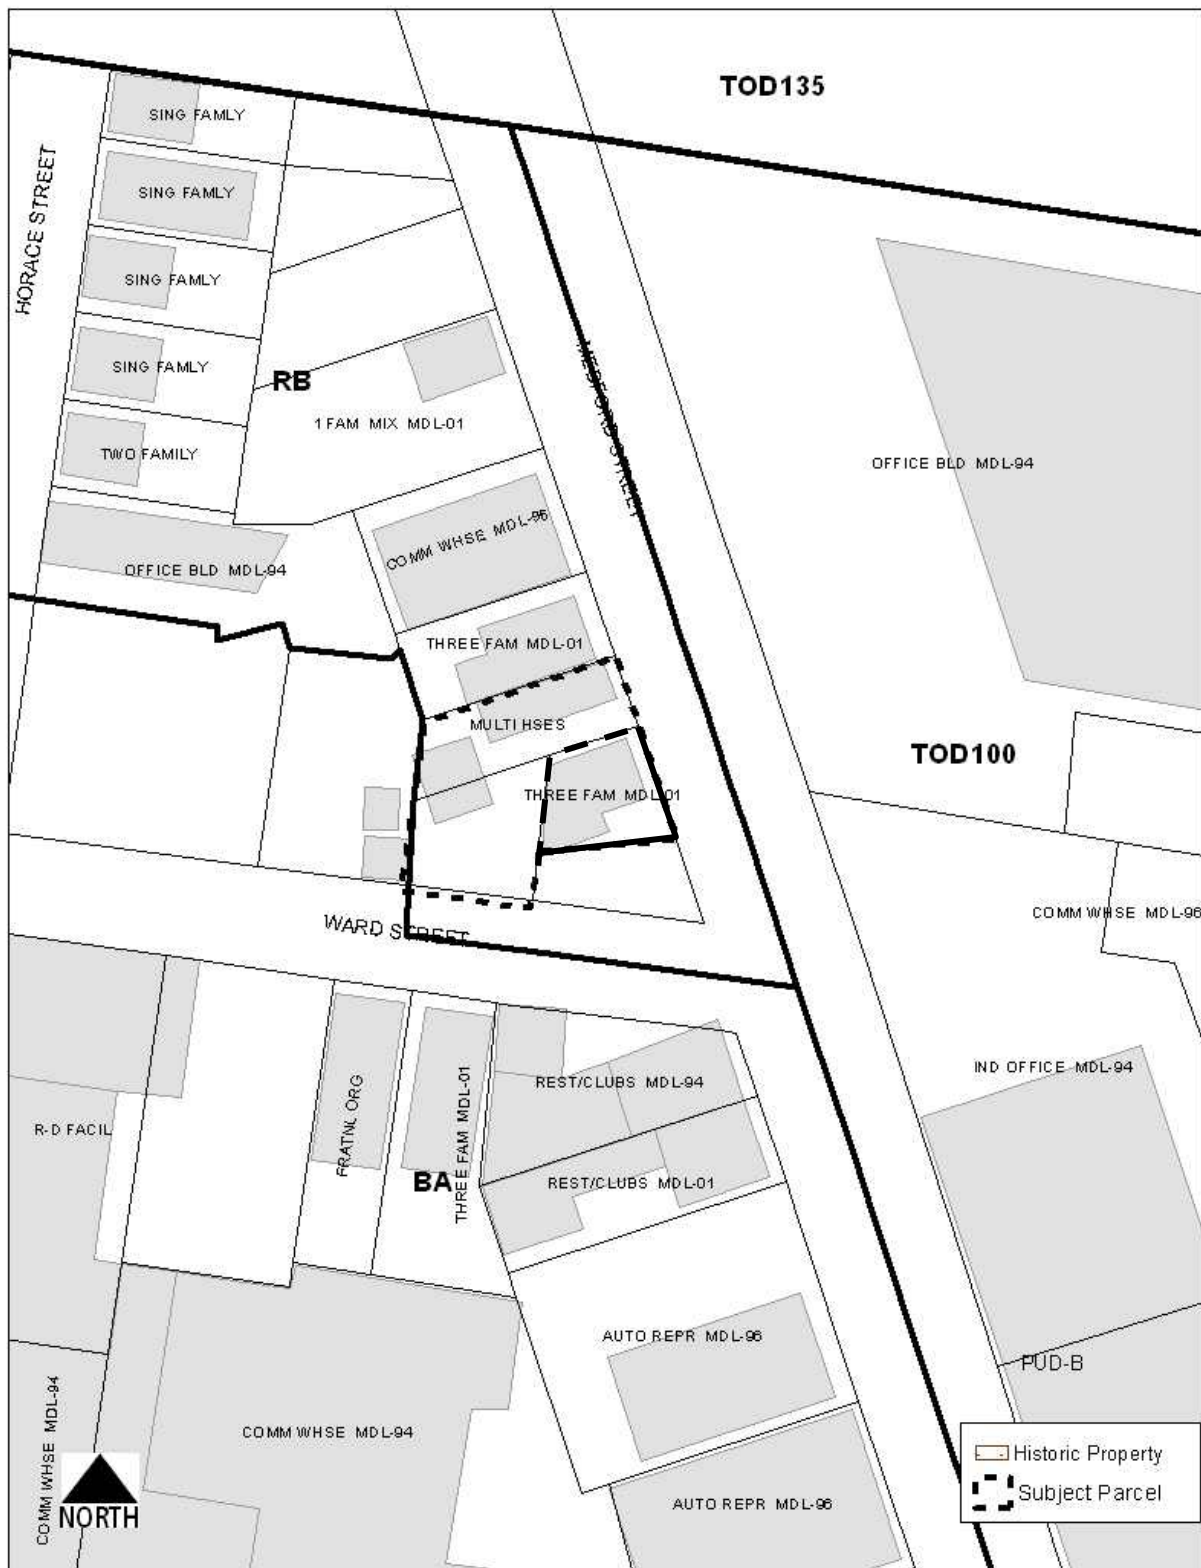 TOD135
SING FAMLY
HORACE STREET
SING FAMLY
SING FAMLY
MEDFORD STREET
SING FAMLY
RB
1 FAM MIX MDL-01
TWO FAMILY
OFFICE BLD MDL-94
COMM WHSE MDL-96
OFFICE BLD MDL-94
THREE FAM MDL-01
MULTI HSES
TOD100
THREE FAM MDL-01
COMM WHSE MDL-96
WARD STREET
IND OFFICE MDL-94
REST/CLUBS MDL-94
R-D FACIL
FRATNL ORG
THREE FAM MDL-01
BA
REST/CLUBS MDL-01
AUTO REPR MDL-96
PUD-B
COMM WHSE MDL-94
COMM WHSE MDL-94
Historic Property
Subject Parcel
NORTH
AUTO REPR MDL-96